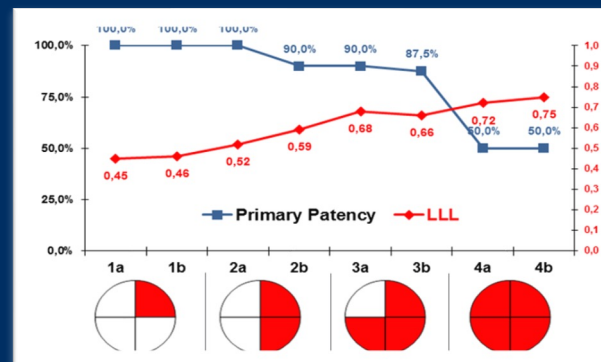 100,0% 100,0% 100,0%
100,0% 90,0% 90,0% 87,5% 1,0
0,9
75,0% 0,8
0,7
50,0% 0,45 0,46 0,52 0,59 0,68 0,66 0,72 0,75 0,6
50,0% 50,0% 0,5
0,4
25,0% 0,3
Primary Patency LLL 0,2
0,1
0,0% 0,0
1a 1b 2a 2b 3a 3b 4a 4b